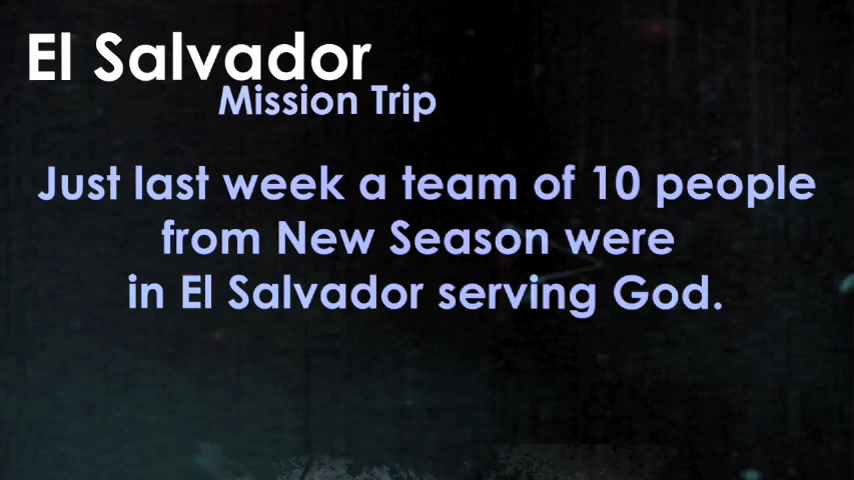 El Salvador
Mission Trip
Just last week a team of 10 people
from New Season were
in El Salvador serving God.